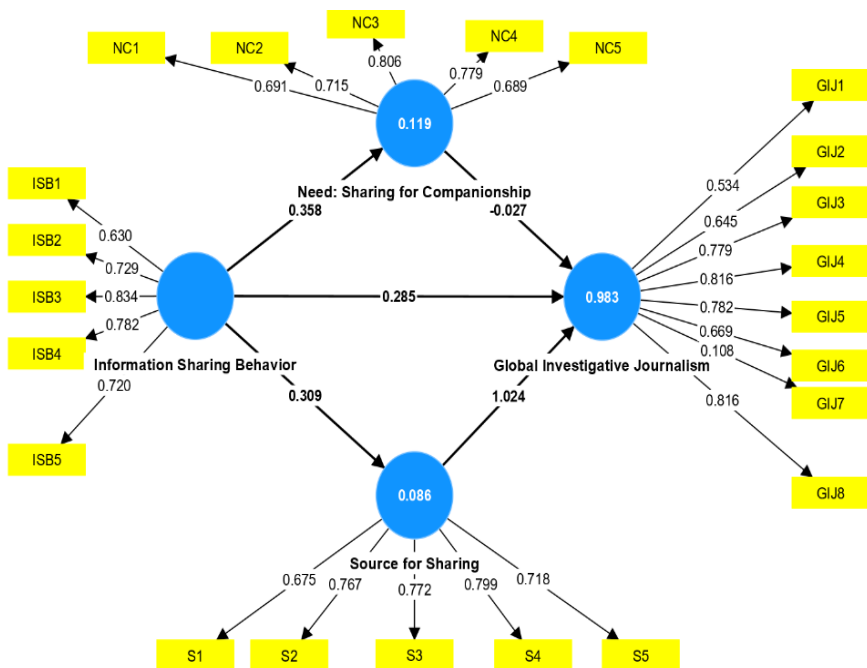 NC1
NC2
NC3
NC4
NC5
0.691
0.715
0.806
0.779
0.689
0.119
Need: Sharing for Companionship
0.358
-0.027
ISB1
ISB2
ISB3
ISB4
ISB5
0.630
0.729
0.834
0.782
0.720
Information Sharing Behavior
0.285
0.309
0.983
Global Investigative Journalism
1.024
GIJ1
GIJ2
GIJ3
GIJ4
GIJ5
GIJ6
GIJ7
GIJ8
0.534
0.645
0.779
0.816
0.782
0.669
0.108
0.816
0.086
Source for Sharing
0.675
0.767
0.772
0.799
0.718
S1
S2
S3
S4
S5